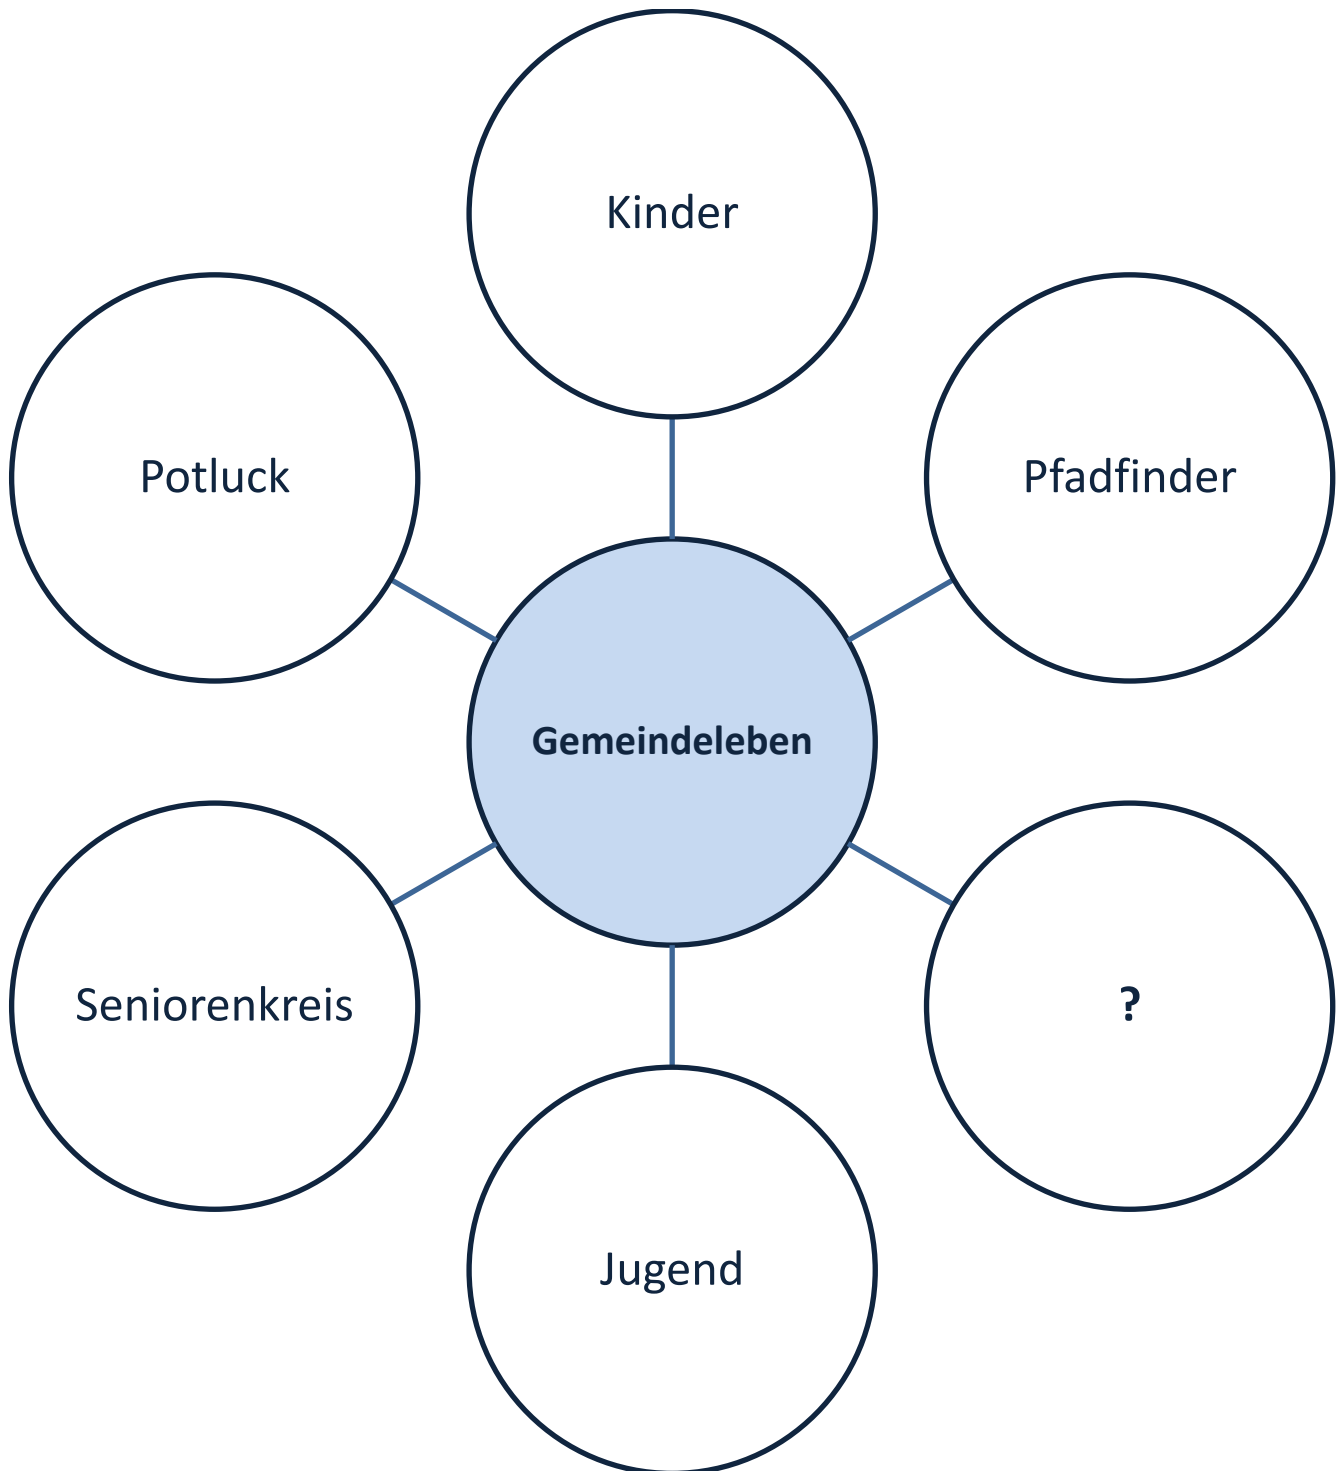 Kinder
Potluck
Pfadfinder
Gemeindeleben
Seniorenkreis
?
Jugend